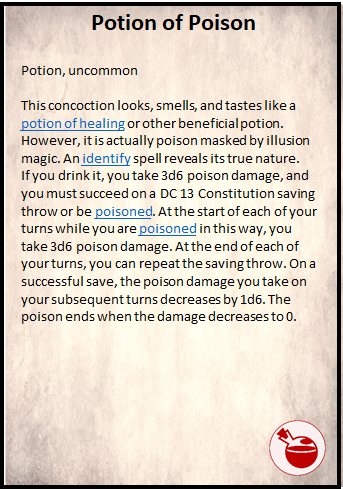 Potion of Poison
Potion, uncommon
This concoction looks, smells, and tastes like a
potion of healing or other beneficial potion.
However, it is actually poison masked by illusion
magic. An identify spell reveals its true nature.
If you drink it, you take 3d6 poison damage, and
you must succeed on a DC 13 Constitution saving
throw or be poisoned. At the start of each of your
turns while you are poisoned in this way, you
take 3d6 poison damage. At the end of each of
your turns, you can repeat the saving throw. On a
successful save, the poison damage you take on
your subsequent turns decreases by 1d6. The
poison ends when the damage decreases to 0.